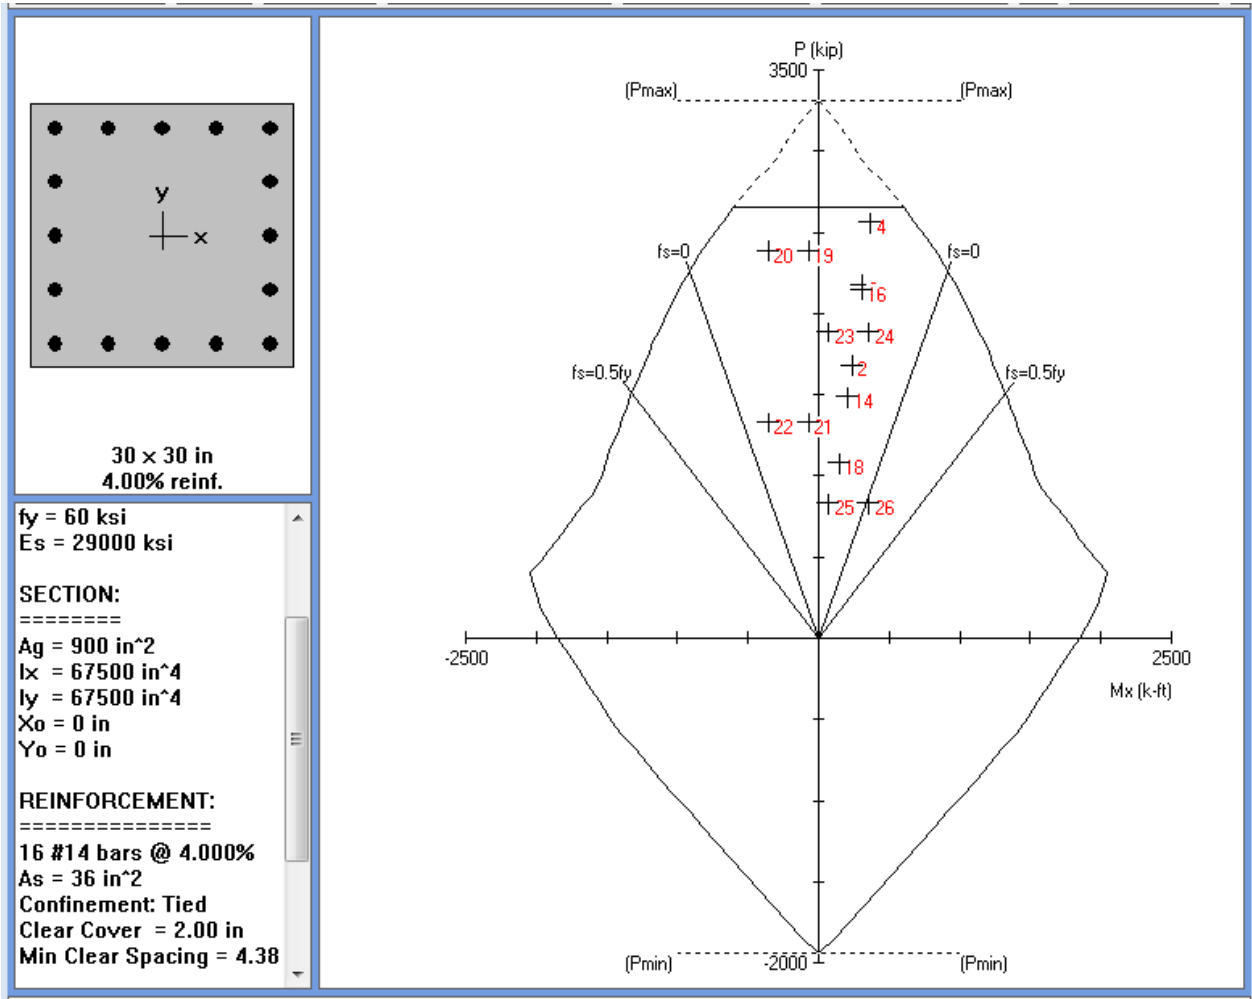 y
x
30 x 30 in
4.00% reinf.
fy = 60 ksi
Es = 29000 ksi
SECTION:
========
Ag = 900 in^2
Ix = 67500 in^4
Iy = 67500 in^4
Xo = 0 in
Yo = 0 in
REINFORCEMENT:
===============
16 #14 bars @ 4.000%
As = 36 in^2
Confinement: Tied
Clear Cover = 2.00 in
Min Clear Spacing = 4.38
P (kip)
3500
(Pmax)
(Pmax)
4
fs=0
20
19
fs=0
16
23
24
fs=0.5fy
2
fs=0.5fy
14
22
21
18
25
26
-2500
2500
Mx (k-ft)
(Pmin)
-2000
(Pmin)